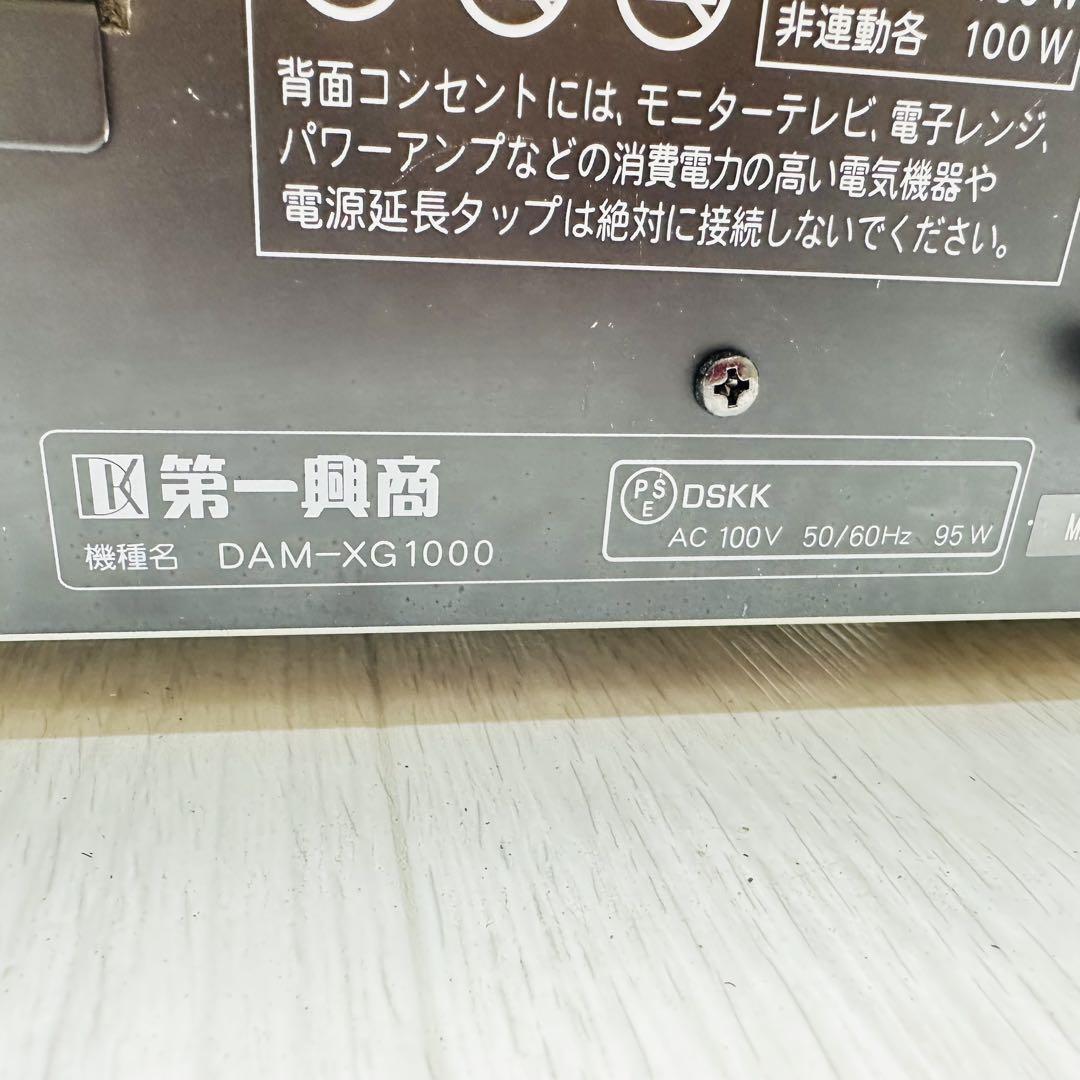 非連動各 100W
背面コンセントには、モニターテレビ、電子レンジ、
パワーアンプなどの消費電力の高い電気機器や
電源延長タップは絶対に接続しないでください。
DK 第一興商
機種名 DAM-XG1000
PSE DSKK
AC 100V 50/60Hz 95W